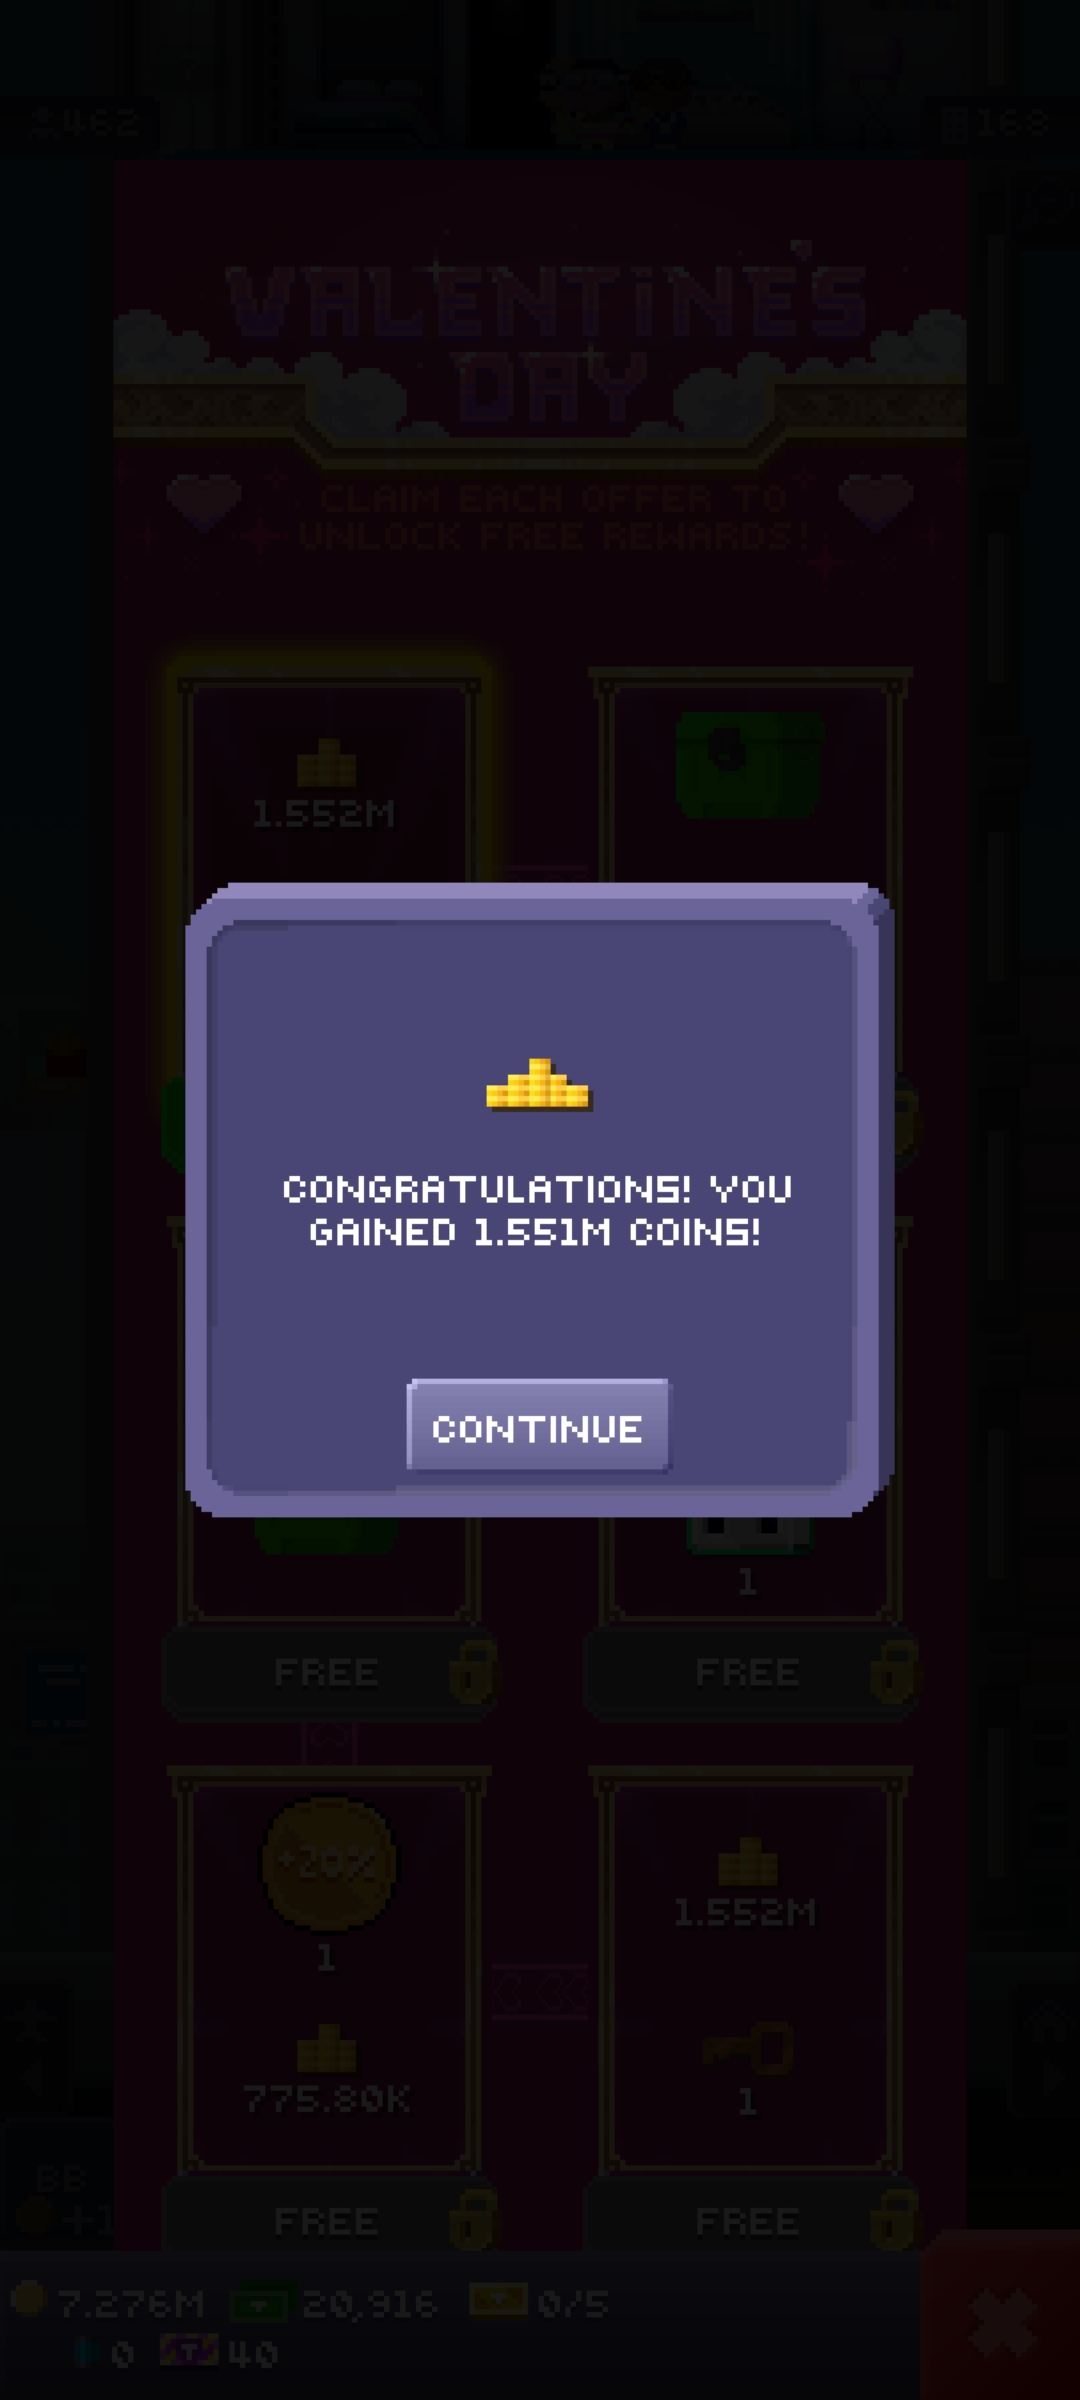 462
168
VALENTINE'S
DAY
CLAIM EACH OFFER TO
UNLOCK FREE REWARDS!
1.552M
CONGRATULATIONS! YOU
GAINED 1.551M COINS!
CONTINUE
1
FREE
FREE
+20%
1
1.552M
775.80K
1
BB
+1
FREE
FREE
7.276M
20,916
0/5
0
T
40